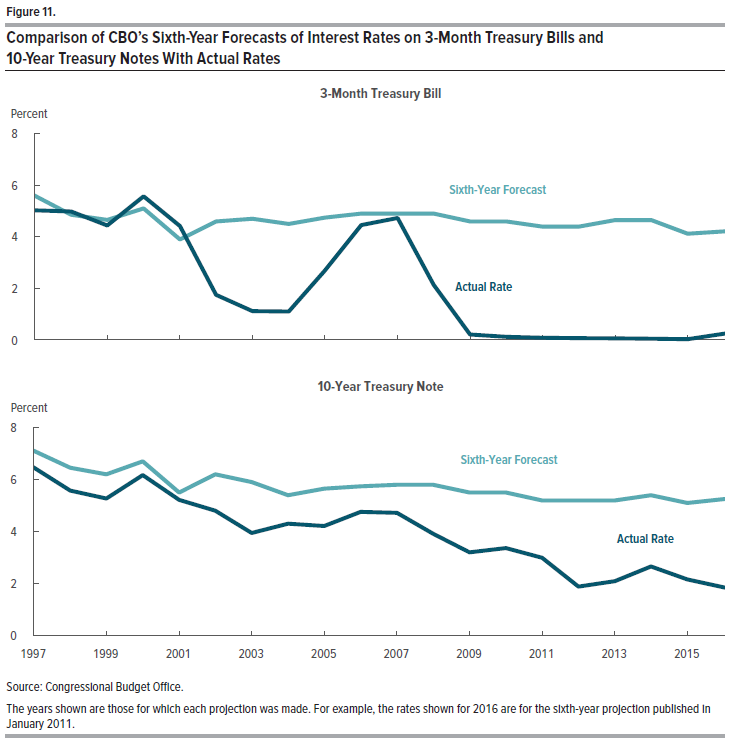 Figure 11.
Comparison of CBO's Sixth-Year Forecasts of Interest Rates on 3-Month Treasury Bills and
10-Year Treasury Notes With Actual Rates
3-Month Treasury Bill
Percent
8
6
Sixth-Year Forecast
4
Actual Rate
2
0
10-Year Treasury Note
Percent
8
Sixth-Year Forecast
6
4
Actual Rate
2
0
1997 1999 2001 2003 2005 2007 2009 2011 2013 2015
Source: Congressional Budget Office.
The years shown are those for which each projection was made. For example, the rates shown for 2016 are for the sixth-year projection published in
January 2011.